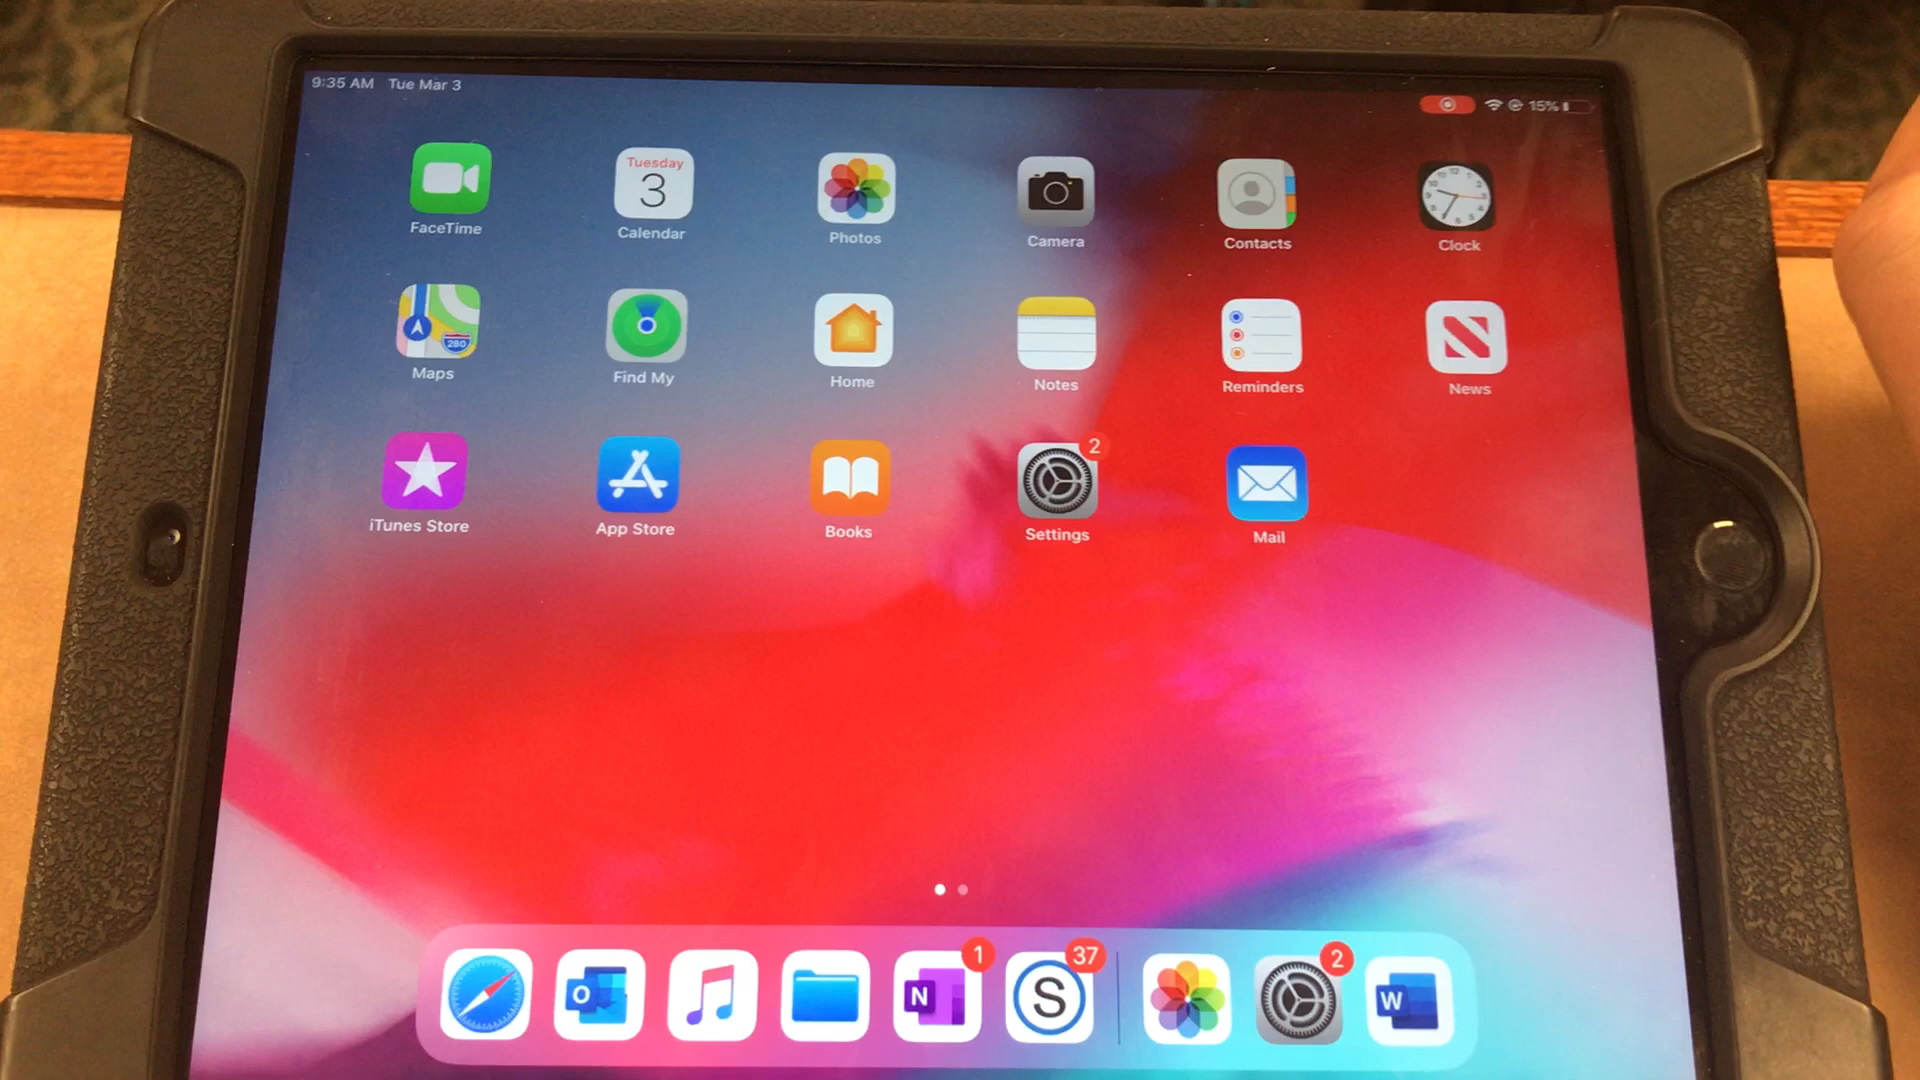 9:35 AM Tue Mar 3
15%
Tuesday
3
280
FaceTime Calendar Photos Camera Contacts Clock
Maps Find My Home Notes Reminders News
2
iTunes Store App Store Books Settings Mail
1 37 2
O N S W